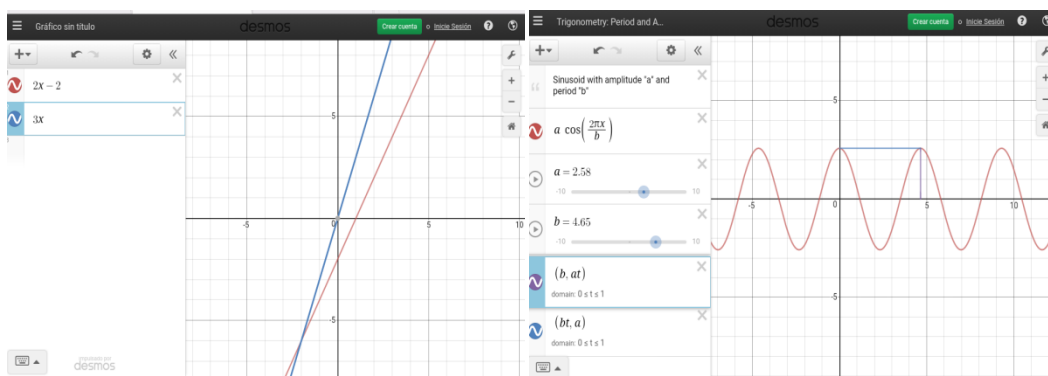 Gráfico sin título
desmos
Crear cuenta o Inicie Sesión
2x − 2
3x
5
-5
0
5
10
-5
desmos
Trigonometry: Period and A...
desmos
Crear cuenta o Inicie Sesión
Sinusoid with amplitude "a" and
period "b"
a cos(2πx/b)
a = 2.58
-10 10
b = 4.65
-10 10
(b, at)
domain: 0 ≤ t ≤ 1
(bt, a)
domain: 0 ≤ t ≤ 1
5
-5
0
5
10
-5